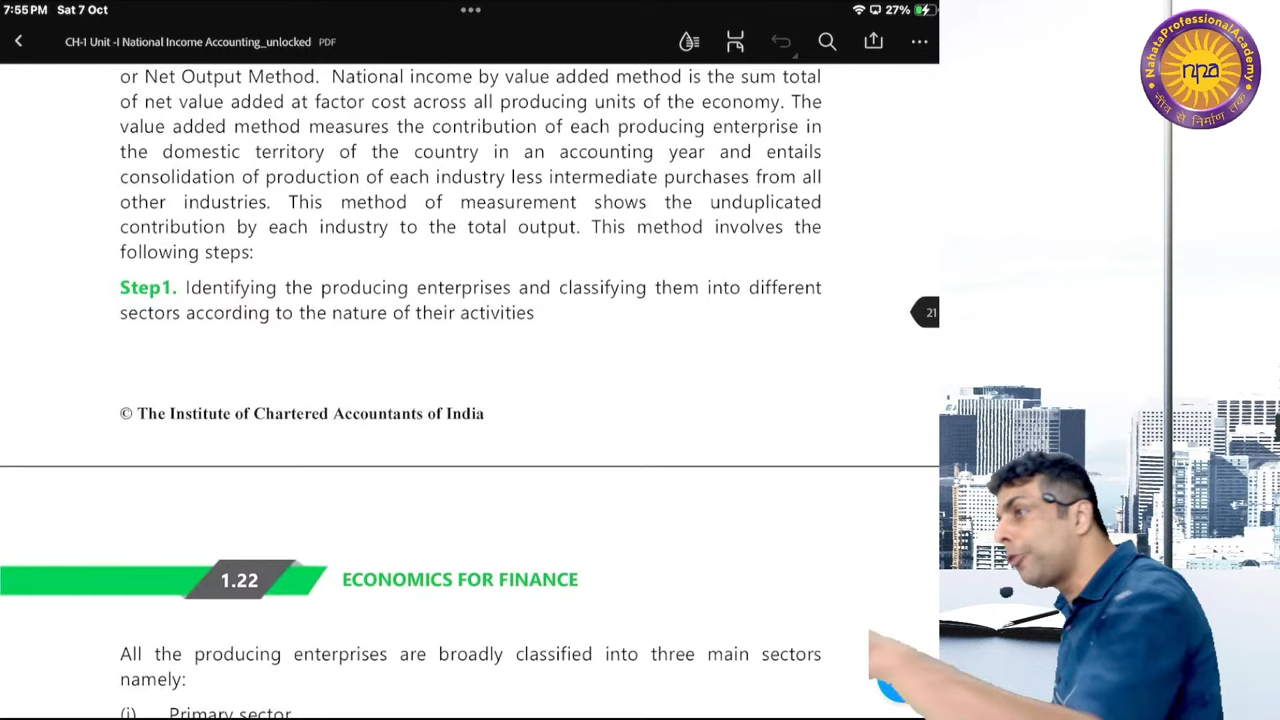 7:55 PM Sat 7 Oct
27%
CH-1 Unit -I National Income Accounting_unlocked PDF
or Net Output Method. National income by value added method is the sum total
of net value added at factor cost across all producing units of the economy. The
value added method measures the contribution of each producing enterprise in
the domestic territory of the country in an accounting year and entails
consolidation of production of each industry less intermediate purchases from all
other industries. This method of measurement shows the unduplicated
contribution by each industry to the total output. This method involves the
following steps:
Step1. Identifying the producing enterprises and classifying them into different
sectors according to the nature of their activities
21
© The Institute of Chartered Accountants of India
1.22 ECONOMICS FOR FINANCE
All the producing enterprises are broadly classified into three main sectors
namely:
(i) Primary sector
NahataProfessionalAcademy
npa
नींव से निर्माण तक